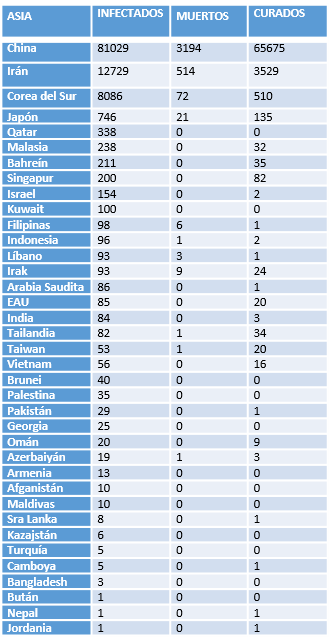 ASIA INFECTADOS MUERTOS CURADOS
China 81029 3194 65675
Irán 12729 514 3529
Corea del Sur 8086 72 510
Japón 746 21 135
Qatar 338 0 0
Malasia 238 0 32
Bahreín 211 0 35
Singapur 200 0 82
Israel 154 0 2
Kuwait 100 0 0
Filipinas 98 6 1
Indonesia 96 1 2
Líbano 93 3 1
Irak 93 9 24
Arabia Saudita 86 0 1
EAU 85 0 20
India 84 0 3
Tailandia 82 1 34
Taiwan 53 1 20
Vietnam 56 0 16
Brunei 40 0 0
Palestina 35 0 0
Pakistán 29 0 1
Georgia 25 0 0
Omán 20 0 9
Azerbaiyán 19 1 3
Armenia 13 0 0
Afganistán 10 0 0
Maldivas 10 0 0
Sra Lanka 8 0 1
Kazajstán 6 0 0
Turquía 5 0 0
Camboya 5 0 1
Bangladesh 3 0 0
Bután 1 0 0
Nepal 1 0 1
Jordania 1 0 1